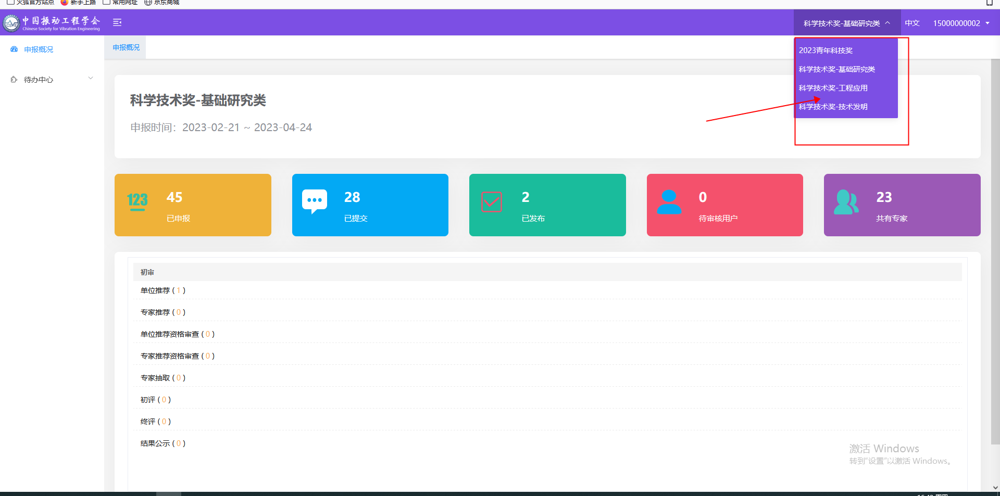 火狐官方站点 新手上路 常用网址 京东商城
中国振动工程学会
Chinese Society for Vibration Engineering
科学技术奖-基础研究类 中文 15000000002
申报概况
待办中心
申报概况
2023青年科技奖
科学技术奖-基础研究类
科学技术奖-工程应用
科学技术奖-技术发明
科学技术奖-基础研究类
申报时间：2023-02-21 ~ 2023-04-24
123
45
已申报
28
已提交
2
已发布
0
待审核用户
23
共有专家
初审
单位推荐 ( 1 )
专家推荐 ( 0 )
单位推荐资格审查 ( 0 )
专家推荐资格审查 ( 0 )
专家抽取 ( 0 )
初评 ( 0 )
终评 ( 0 )
结果公示 ( 0 )
激活 Windows
转到"设置"以激活 Windows。